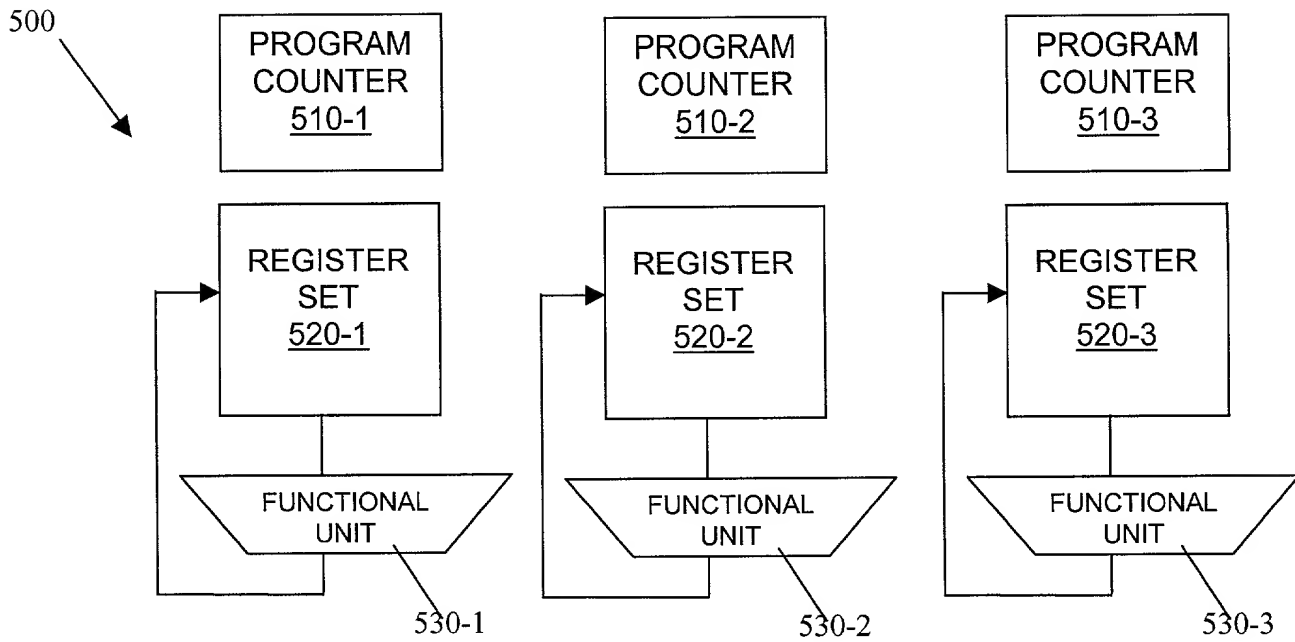 500
PROGRAM
COUNTER
510-1
PROGRAM
COUNTER
510-2
PROGRAM
COUNTER
510-3
REGISTER
SET
520-1
REGISTER
SET
520-2
REGISTER
SET
520-3
FUNCTIONAL
UNIT
FUNCTIONAL
UNIT
FUNCTIONAL
UNIT
530-1
530-2
530-3